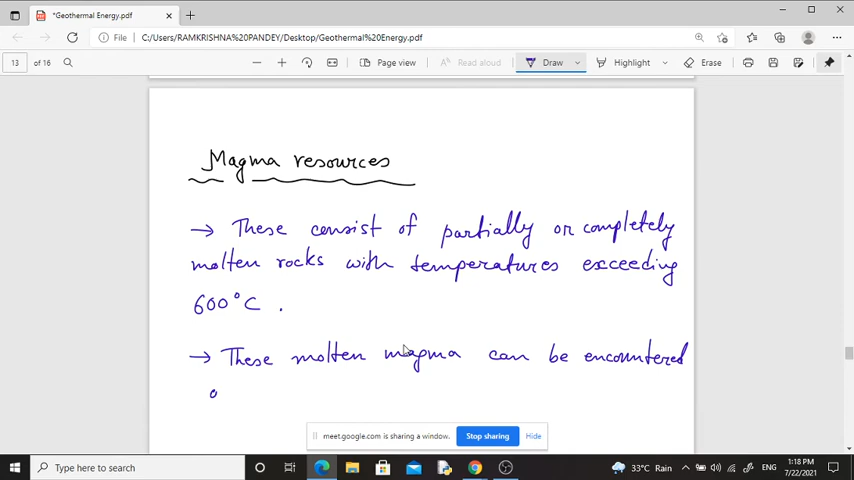 *Geothermal Energy.pdf
File
C:/Users/RAMKRISHNA%20PANDEY/Desktop/Geothermal%20Energy.pdf
13 of 16
Page view
Read aloud
Draw
Highlight
Erase
Magma resources
→ These consist of partially or completely
molten rocks with temperatures exceeding
600°C .
→ These molten magma can be encountered
meet.google.com is sharing a window.
Stop sharing
Hide
Type here to search
33°C Rain
ENG
1:18 PM
7/22/2021